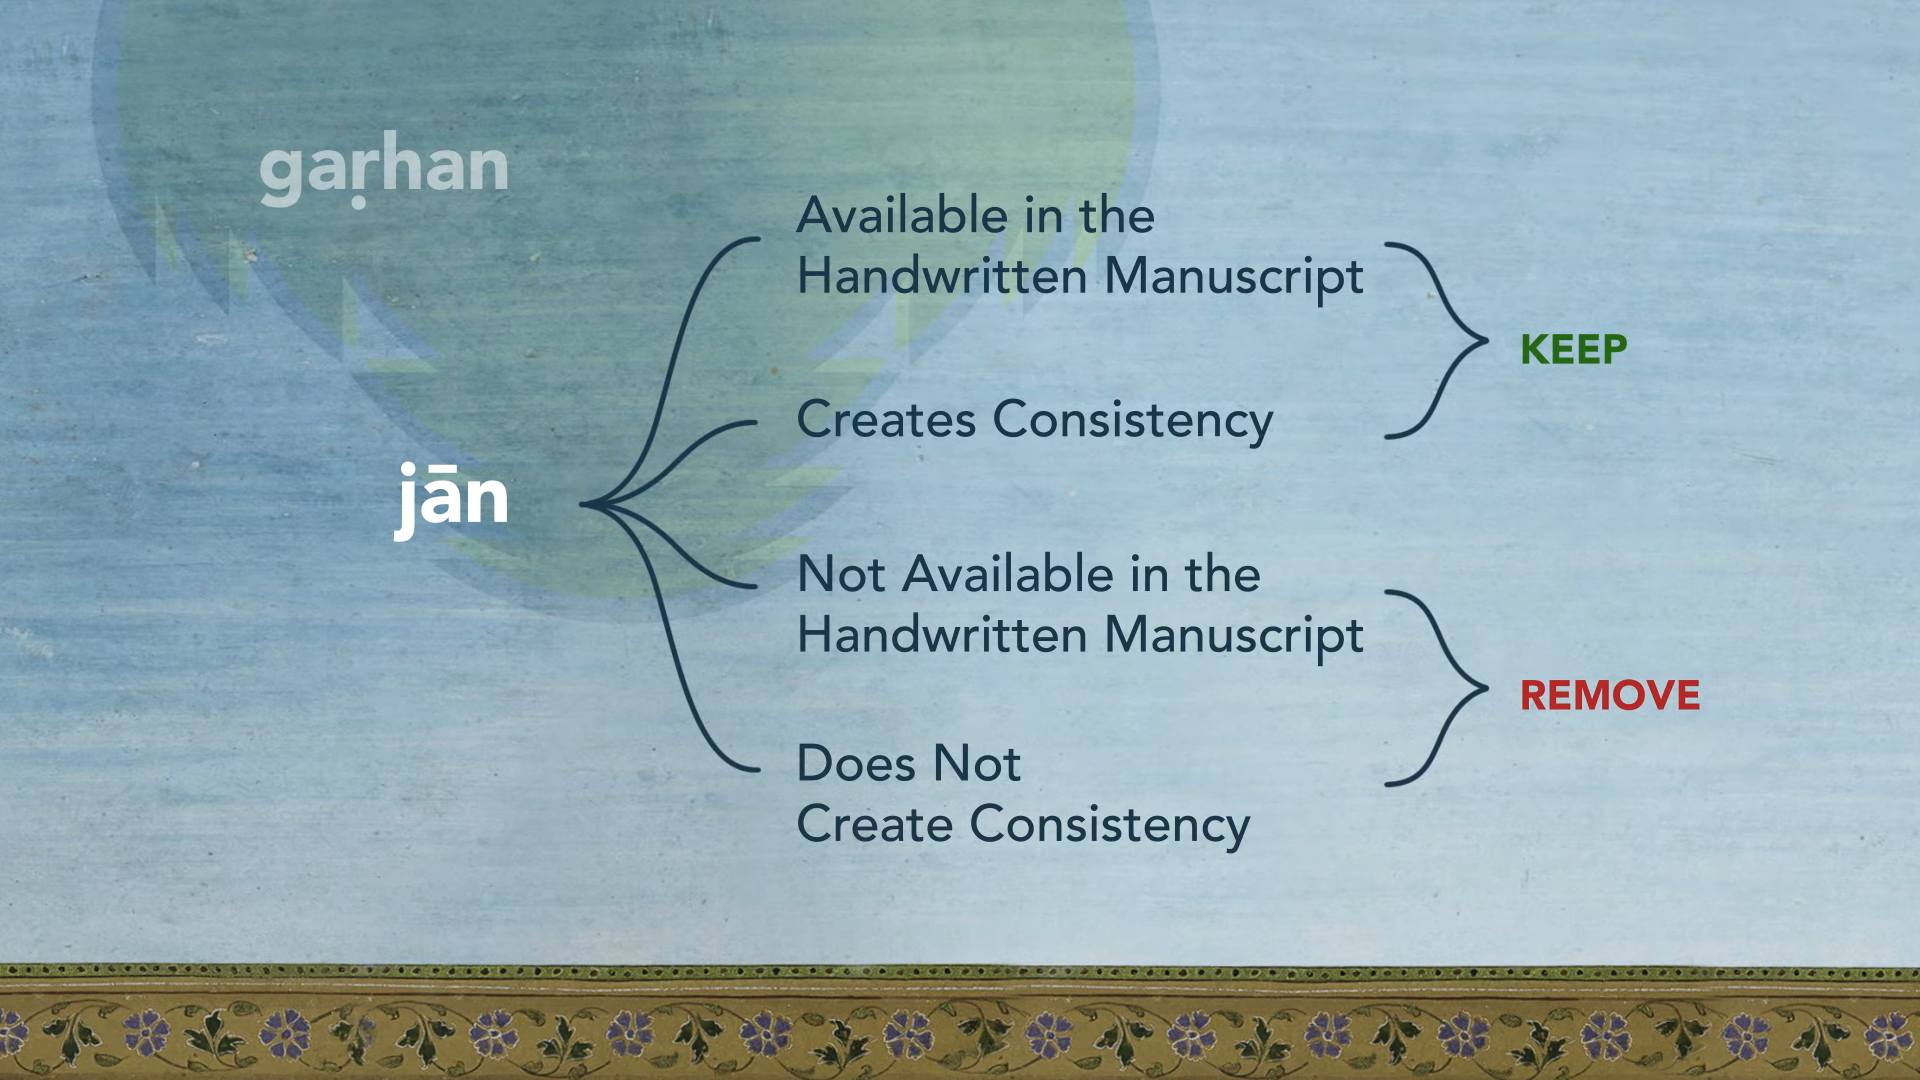 gaṛhan
jān
Available in the
Handwritten Manuscript
Creates Consistency
KEEP
Not Available in the
Handwritten Manuscript
Does Not
Create Consistency
REMOVE